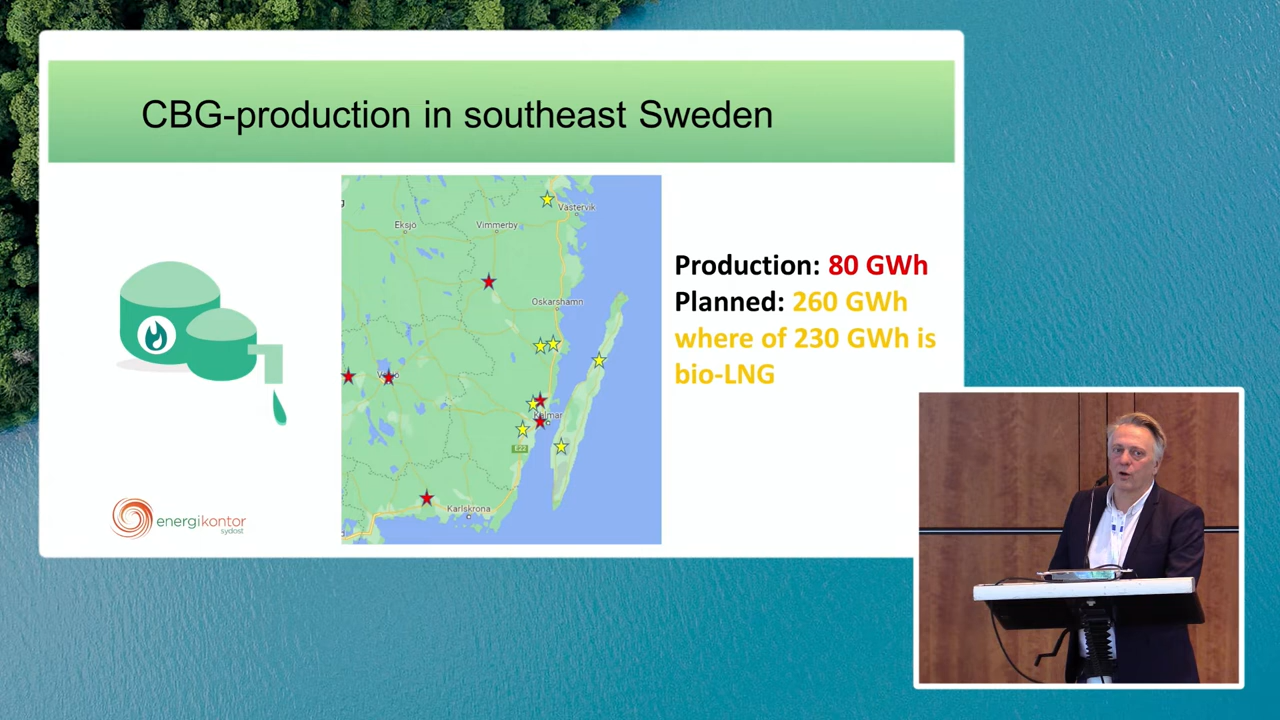 CBG-production in southeast Sweden
Västervik
Eksjö
Vimmerby
Oskarshamn
Kalmar
E22
Karlskrona
Production: 80 GWh
Planned: 260 GWh
where of 230 GWh is
bio-LNG
energikontor
sydost